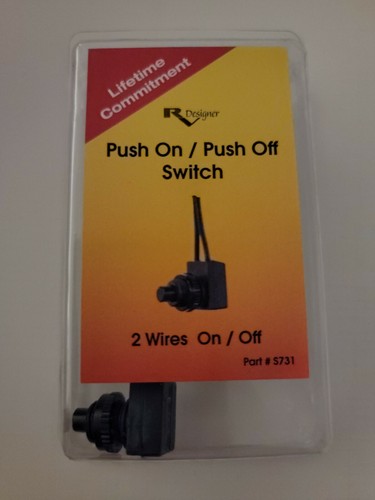 Lifetime
Commitment
RV Designer
Push On / Push Off
Switch
2 Wires On / Off
Part # S731